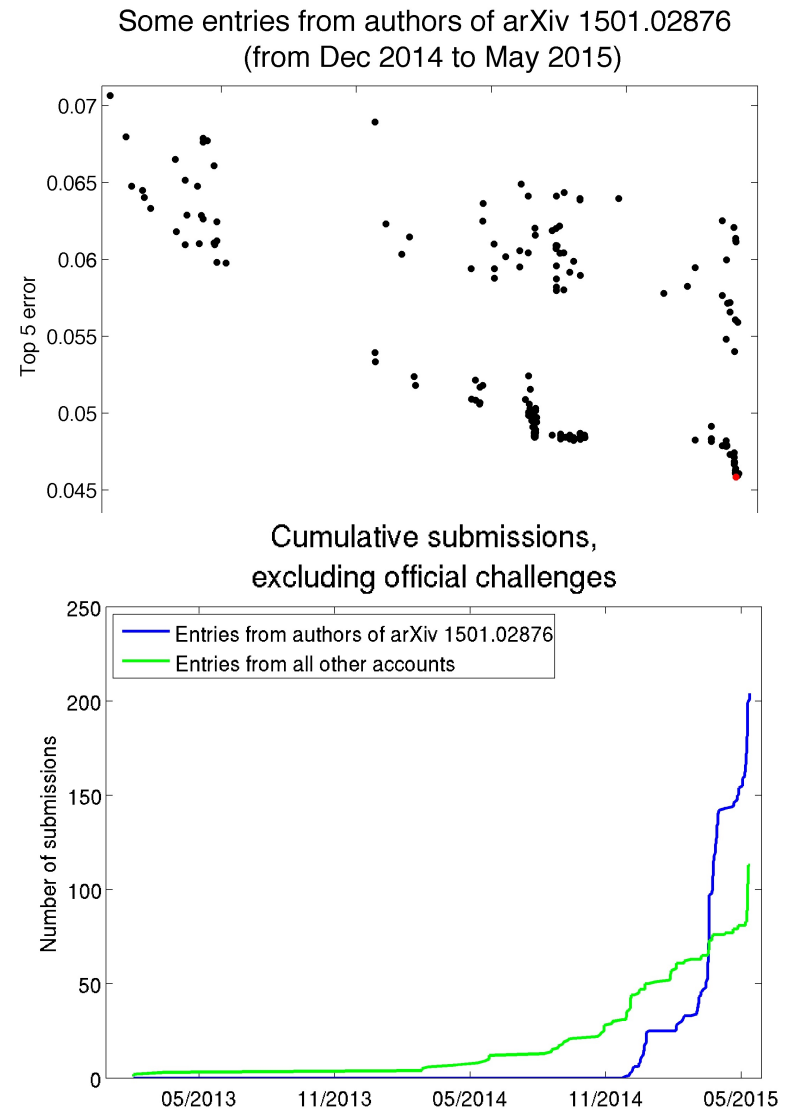 Some entries from authors of arXiv 1501.02876
(from Dec 2014 to May 2015)
Top 5 error
0.07
0.065
0.06
0.055
0.05
0.045
Cumulative submissions,
excluding official challenges
Number of submissions
250
200
150
100
50
0
Entries from authors of arXiv 1501.02876
Entries from all other accounts
05/2013 11/2013 05/2014 11/2014 05/2015